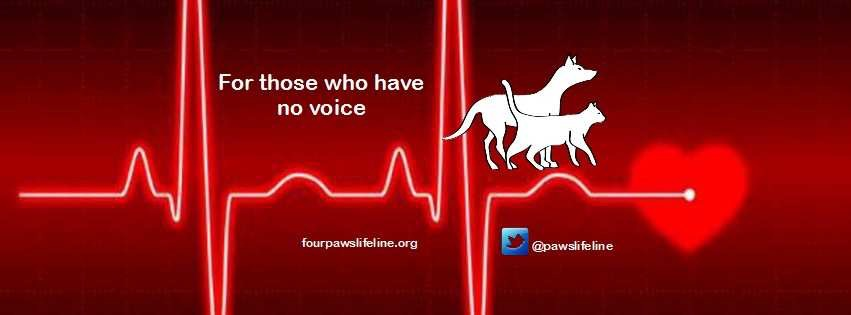 For those who have
no voice
fourpawslifeline.org
@pawslifeline